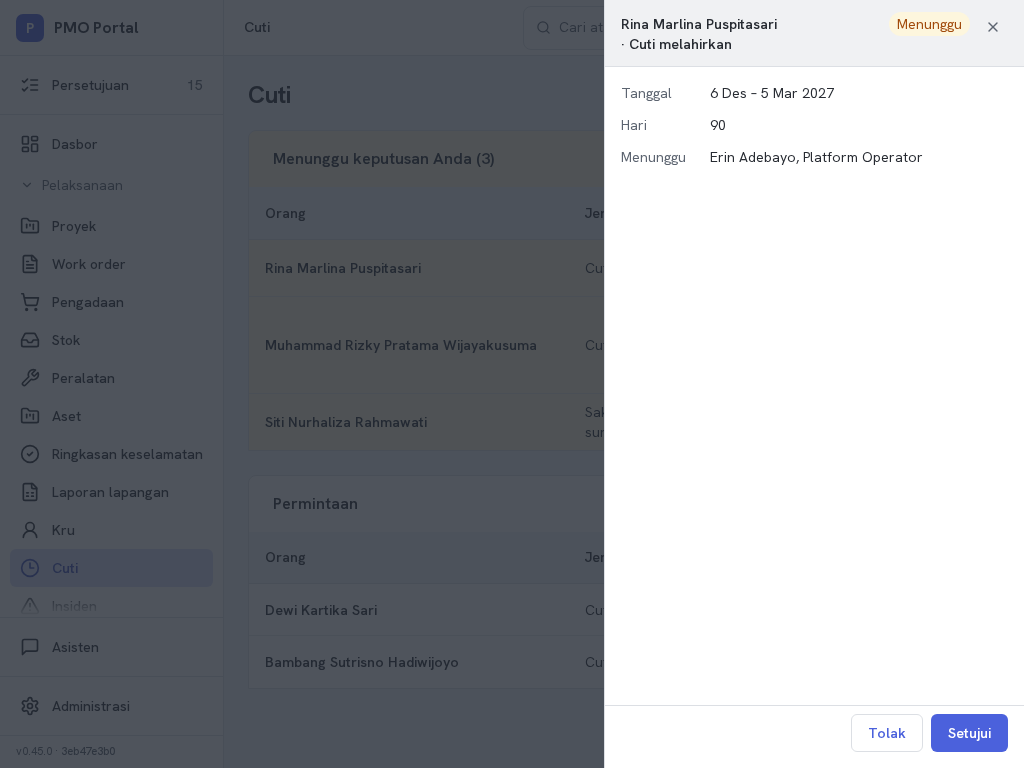 P
PMO Portal
Persetujuan 15
Dasbor
Pelaksanaan
Proyek
Work order
Pengadaan
Stok
Peralatan
Aset
Ringkasan keselamatan
Laporan lapangan
Kru
Cuti
Insiden
Asisten
Administrasi
v0.45.0 · 3eb47e3b0
Cuti
Cari at
Cuti
Menunggu keputusan Anda (3)
Orang Jer
Rina Marlina Puspitasari Cu
Muhammad Rizky Pratama Wijayakusuma Cu
Siti Nurhaliza Rahmawati Sak
sur
Permintaan
Orang Jer
Dewi Kartika Sari Cu
Bambang Sutrisno Hadiwijoyo Cu
Rina Marlina Puspitasari
· Cuti melahirkan
Menunggu
Tanggal 6 Des – 5 Mar 2027
Hari 90
Menunggu Erin Adebayo, Platform Operator
Tolak
Setujui